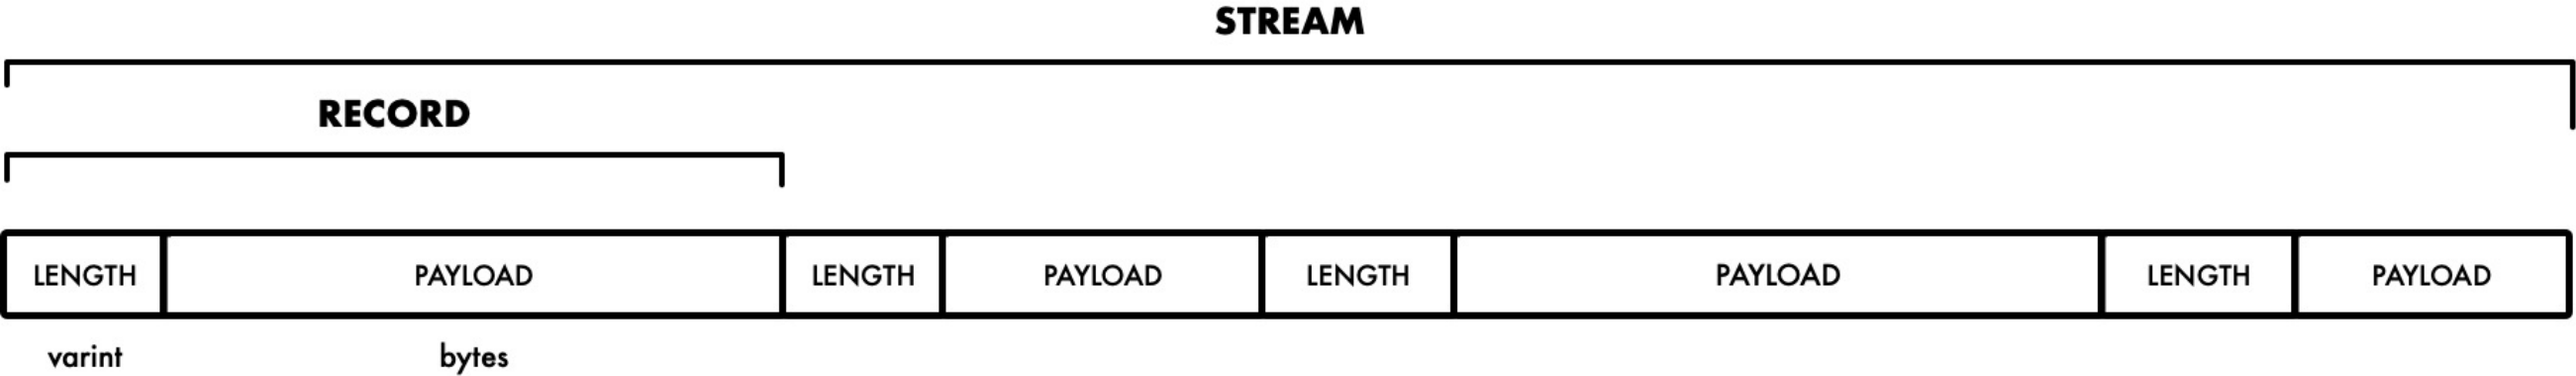 STREAM
RECORD
LENGTH PAYLOAD LENGTH PAYLOAD LENGTH PAYLOAD LENGTH PAYLOAD
varint bytes